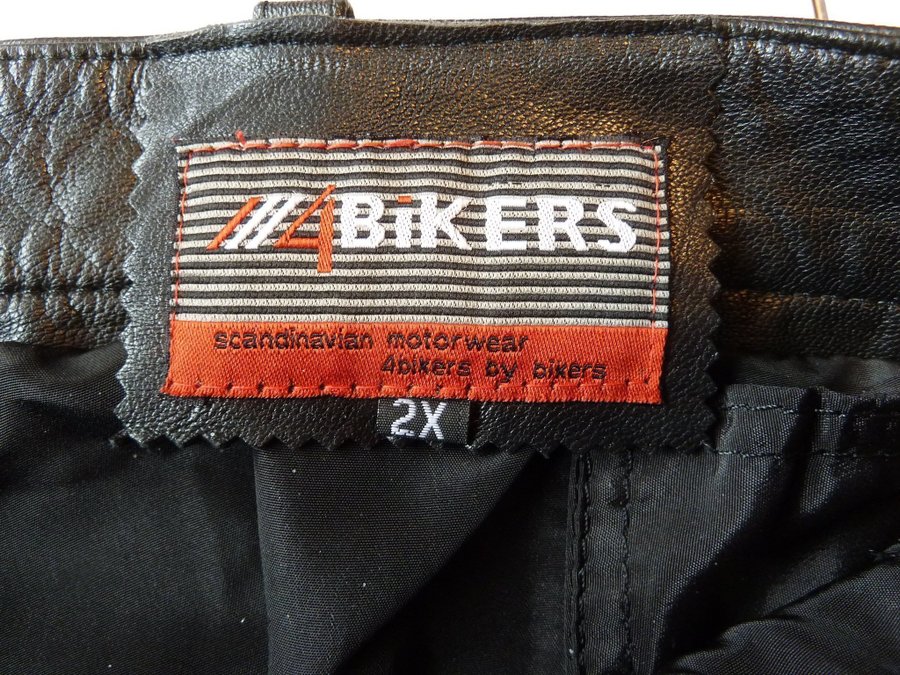 4BiKERS
scandinavian motorwear
4bikers by bikers
2X